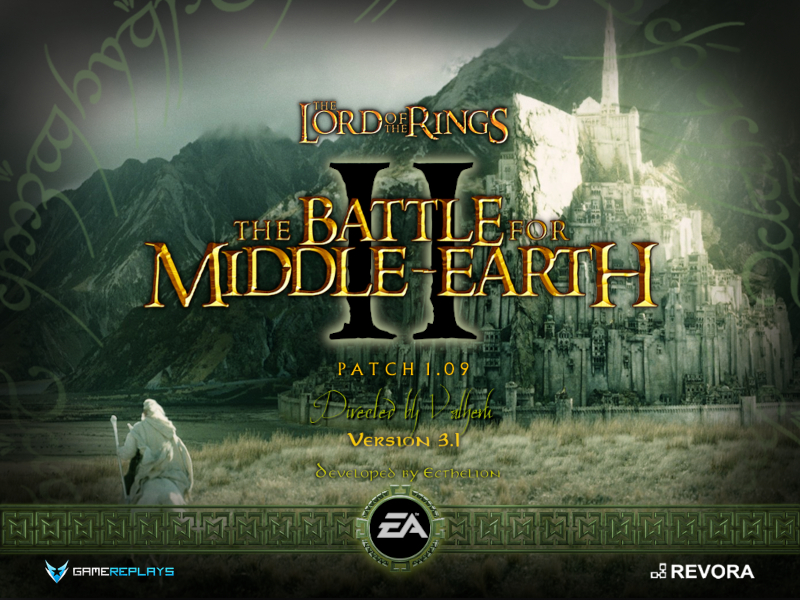 THE LORD OF THE RINGS
II
THE BATTLE FOR
MIDDLE-EARTH
PATCH 1.09
Directed by Valheru
Version 3.1
Developed by Ecthelion
EA
GAMEREPLAYS
REVORA